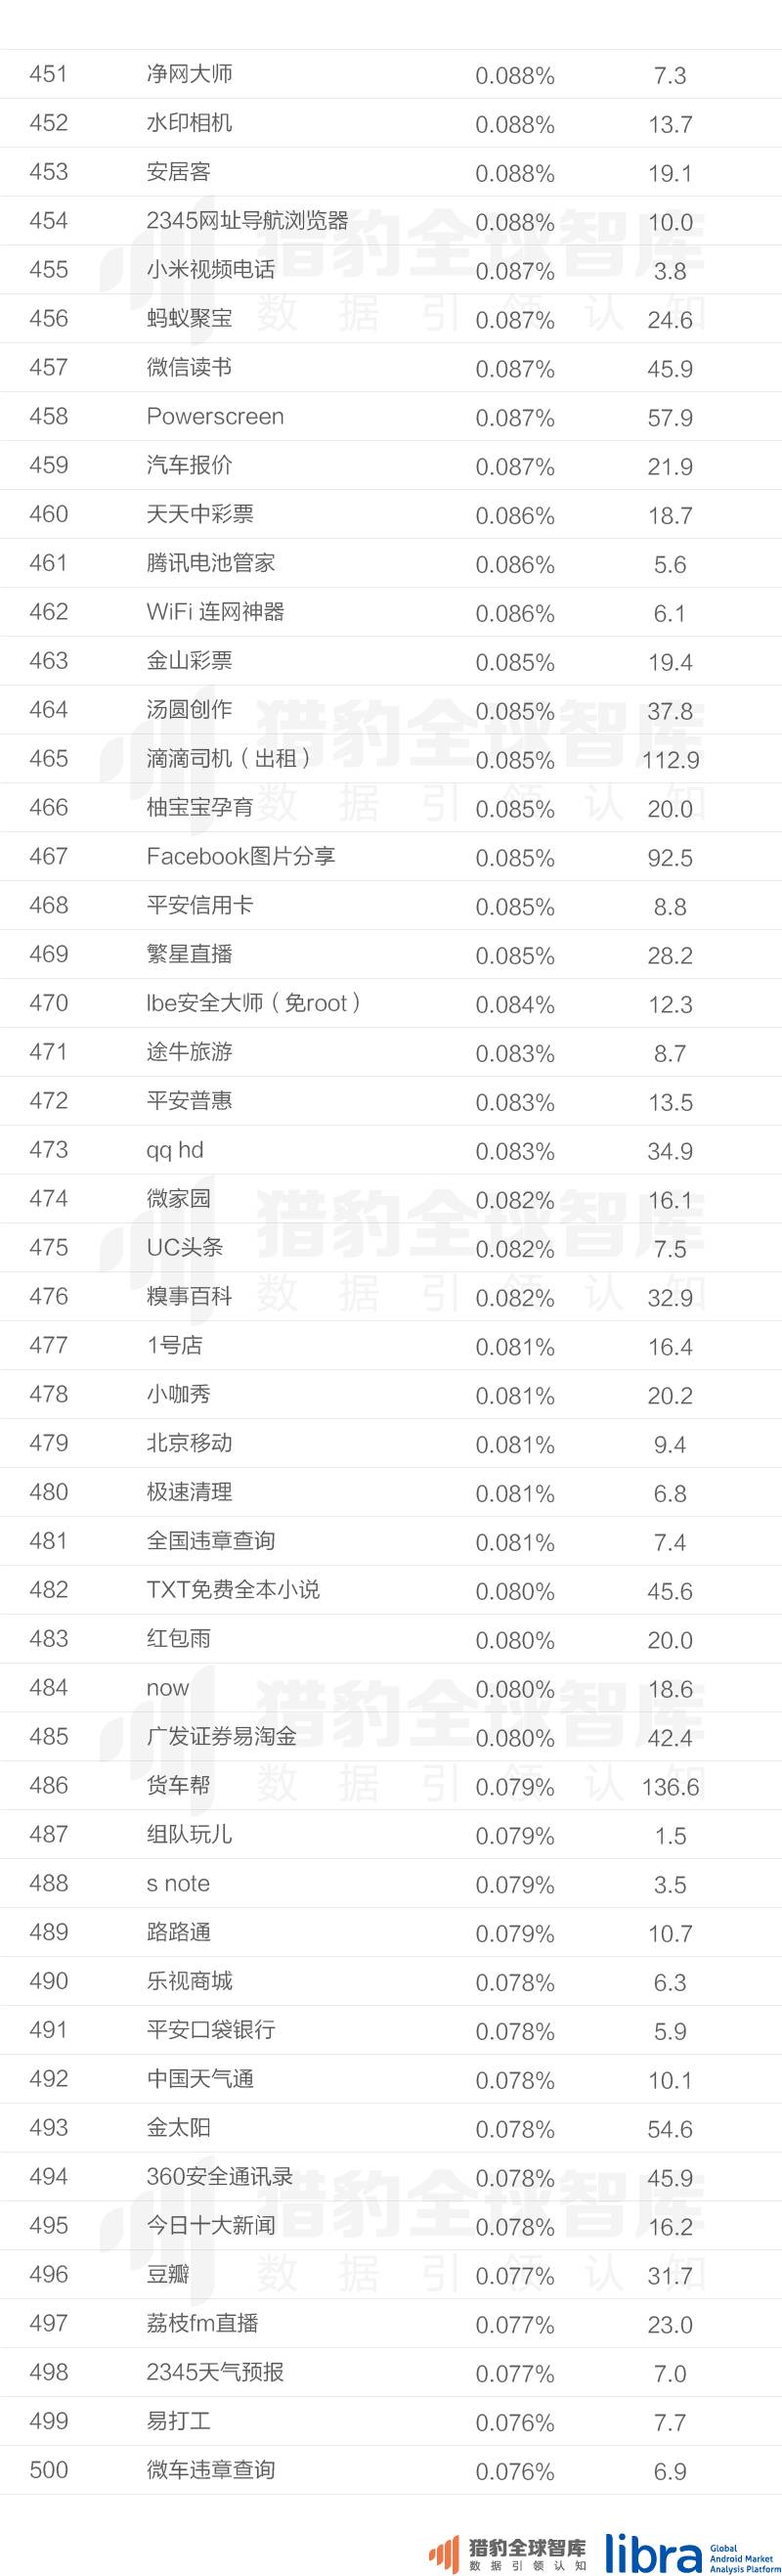 451 净网大师 0.088% 7.3
452 水印相机 0.088% 13.7
453 安居客 0.088% 19.1
454 2345网址导航浏览器 0.088% 10.0
455 小米视频电话 0.087% 3.8
456 蚂蚁聚宝 0.087% 24.6
457 微信读书 0.087% 45.9
458 Powerscreen 0.087% 57.9
459 汽车报价 0.087% 21.9
460 天天中彩票 0.086% 18.7
461 腾讯电池管家 0.086% 5.6
462 WiFi 连网神器 0.086% 6.1
463 金山彩票 0.085% 19.4
464 汤圆创作 0.085% 37.8
465 滴滴司机（出租） 0.085% 112.9
466 柚宝宝孕育 0.085% 20.0
467 Facebook图片分享 0.085% 92.5
468 平安信用卡 0.085% 8.8
469 繁星直播 0.085% 28.2
470 lbe安全大师（免root） 0.084% 12.3
471 途牛旅游 0.083% 8.7
472 平安普惠 0.083% 13.5
473 qq hd 0.083% 34.9
474 微家园 0.082% 16.1
475 UC头条 0.082% 7.5
476 糗事百科 0.082% 32.9
477 1号店 0.081% 16.4
478 小咖秀 0.081% 20.2
479 北京移动 0.081% 9.4
480 极速清理 0.081% 6.8
481 全国违章查询 0.081% 7.4
482 TXT免费全本小说 0.080% 45.6
483 红包雨 0.080% 20.0
484 now 0.080% 18.6
485 广发证券易淘金 0.080% 42.4
486 货车帮 0.079% 136.6
487 组队玩儿 0.079% 1.5
488 s note 0.079% 3.5
489 路路通 0.079% 10.7
490 乐视商城 0.078% 6.3
491 平安口袋银行 0.078% 5.9
492 中国天气通 0.078% 10.1
493 金太阳 0.078% 54.6
494 360安全通讯录 0.078% 45.9
495 今日十大新闻 0.078% 16.2
496 豆瓣 0.077% 31.7
497 荔枝fm直播 0.077% 23.0
498 2345天气预报 0.077% 7.0
499 易打工 0.076% 7.7
500 微车违章查询 0.076% 6.9
猎豹全球智库
数据引领认知
libra
Global
Android Market
Analysis Platform